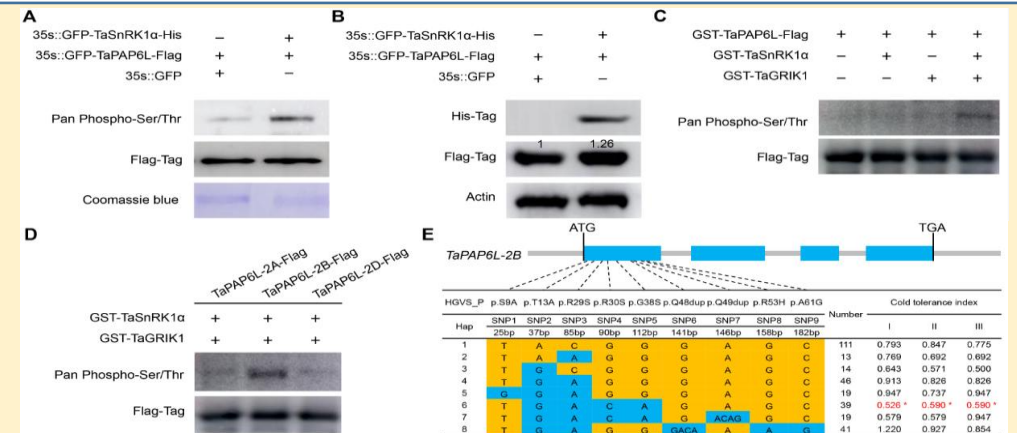 A
35s::GFP-TaSnRK1α-His – +
35s::GFP-TaPAP6L-Flag + +
35s::GFP + –
Pan Phospho-Ser/Thr
Flag-Tag
Coomassie blue
B
35s::GFP-TaSnRK1α-His – +
35s::GFP-TaPAP6L-Flag + +
35s::GFP + –
His-Tag
1 1.26
Flag-Tag
Actin
C
GST-TaPAP6L-Flag + + + +
GST-TaSnRK1α – + – +
GST-TaGRIK1 – – + +
Pan Phospho-Ser/Thr
Flag-Tag
D
TaPAP6L-2A-Flag TaPAP6L-2B-Flag TaPAP6L-2D-Flag
GST-TaSnRK1α + + +
GST-TaGRIK1 + + +
Pan Phospho-Ser/Thr
Flag-Tag
E
ATG TGA
TaPAP6L-2B
HGVS_P p.S9A p.T13A p.R29S p.R30S p.G38S p.Q48dup p.Q49dup p.R53H p.A61G Number Cold tolerance index
Hap SNP1 SNP2 SNP3 SNP4 SNP5 SNP6 SNP7 SNP8 SNP9 I II III
25bp 37bp 85bp 90bp 112bp 141bp 146bp 158bp 182bp
1 T A C G G G A G C 111 0.793 0.847 0.775
2 T A A G G G A G C 13 0.769 0.692 0.692
3 T G C G G G A G C 14 0.643 0.571 0.500
4 T G A G G G A G C 46 0.913 0.826 0.826
5 G G A G G G A G C 19 0.947 0.737 0.947
6 T G A C A G A G C 39 0.526 * 0.590 * 0.590 *
7 T G A C A G ACAG G C 19 0.579 0.579 0.947
8 T G A G G GACA A A G 41 1.220 0.927 0.854